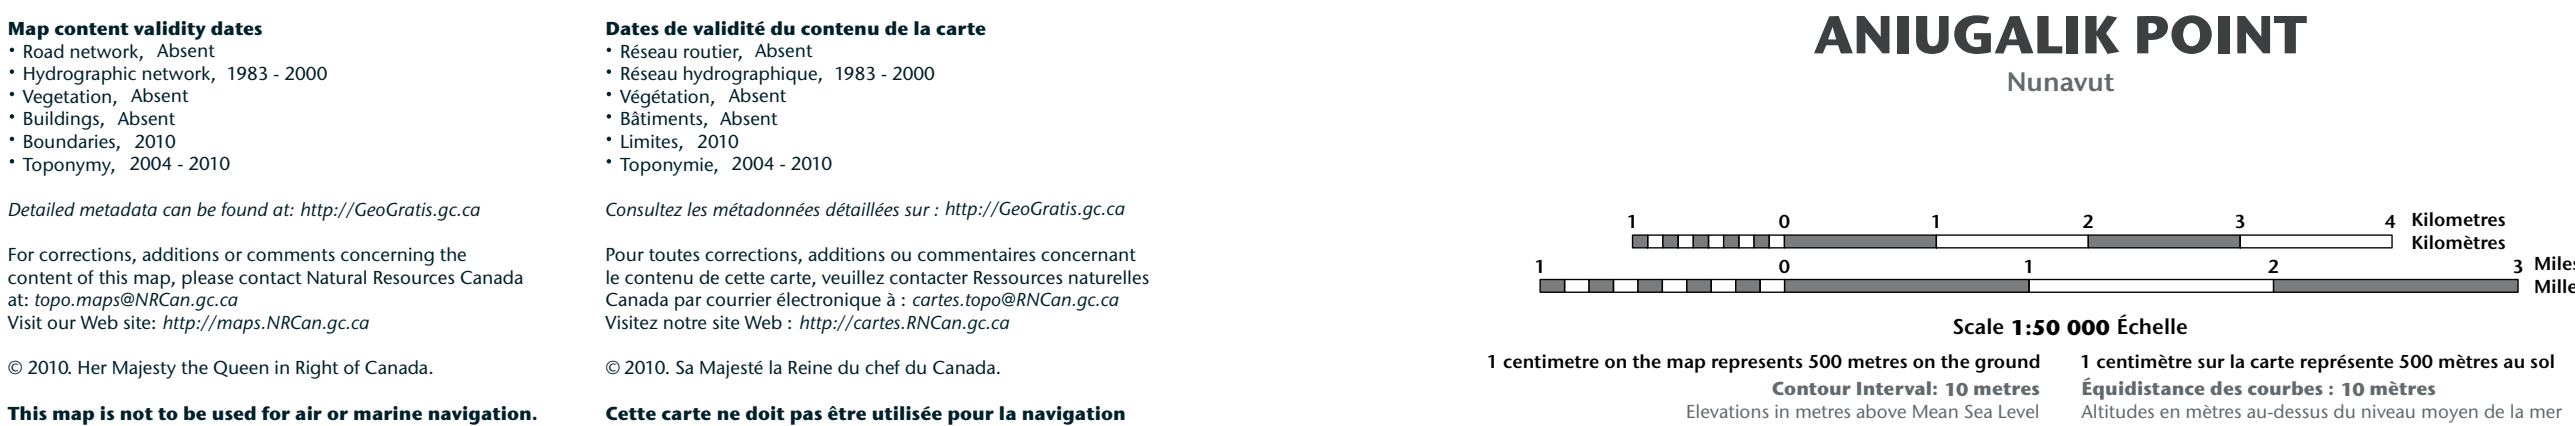 Map content validity dates
• Road network, Absent
• Hydrographic network, 1983 - 2000
• Vegetation, Absent
• Buildings, Absent
• Boundaries, 2010
• Toponymy, 2004 - 2010
Detailed metadata can be found at: http://GeoGratis.gc.ca
For corrections, additions or comments concerning the
content of this map, please contact Natural Resources Canada
at: topo.maps@NRCan.gc.ca
Visit our Web site: http://maps.NRCan.gc.ca
© 2010. Her Majesty the Queen in Right of Canada.
This map is not to be used for air or marine navigation.
Dates de validité du contenu de la carte
• Réseau routier, Absent
• Réseau hydrographique, 1983 - 2000
• Végétation, Absent
• Bâtiments, Absent
• Limites, 2010
• Toponymie, 2004 - 2010
Consultez les métadonnées détaillées sur : http://GeoGratis.gc.ca
Pour toutes corrections, additions ou commentaires concernant
le contenu de cette carte, veuillez contacter Ressources naturelles
Canada par courrier électronique à : cartes.topo@RNCan.gc.ca
Visitez notre site Web : http://cartes.RNCan.gc.ca
© 2010. Sa Majesté la Reine du chef du Canada.
Cette carte ne doit pas être utilisée pour la navigation
ANIUGALIK POINT
Nunavut
1 0 1 2 3 4 Kilometres
Kilomètres
1 0 1 2 3 Miles
Mille
Scale 1:50 000 Échelle
1 centimetre on the map represents 500 metres on the ground
Contour Interval: 10 metres
Elevations in metres above Mean Sea Level
1 centimètre sur la carte représente 500 mètres au sol
Équidistance des courbes : 10 mètres
Altitudes en mètres au-dessus du niveau moyen de la mer